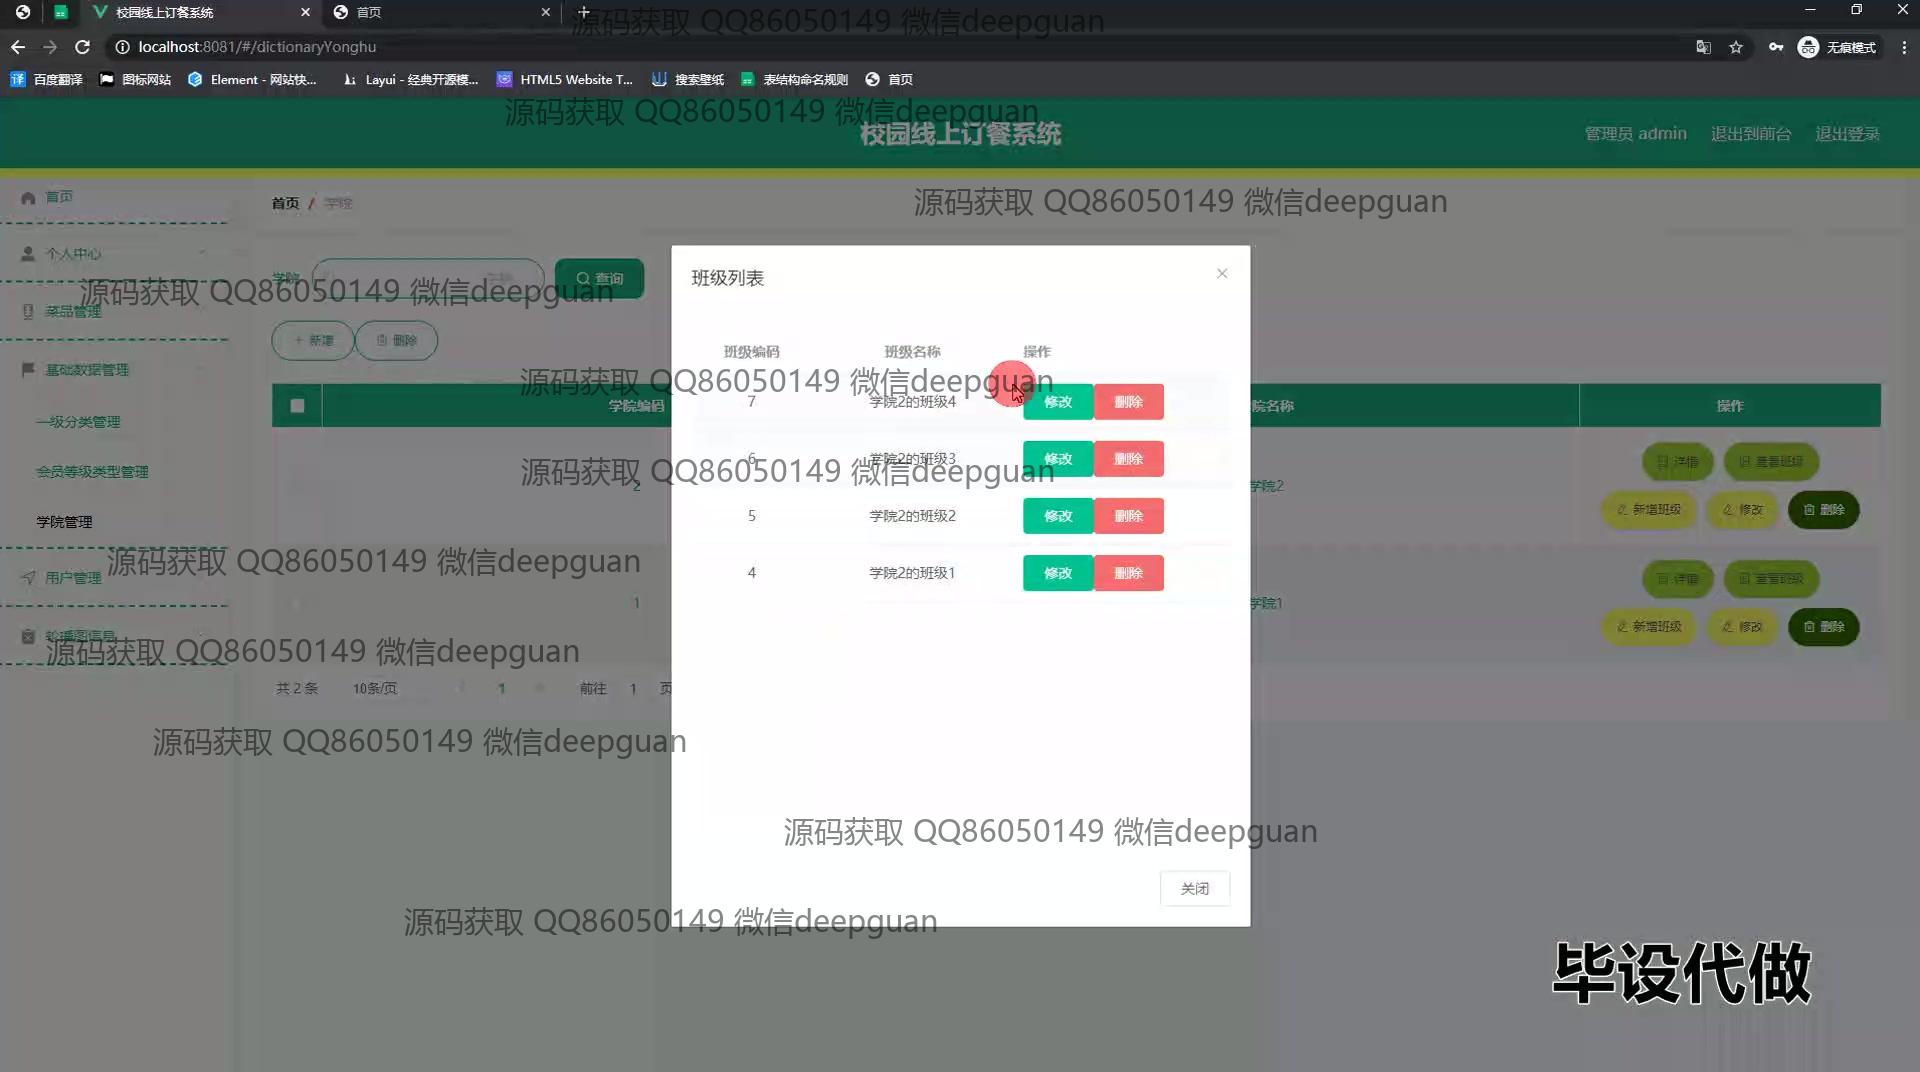 校园线上订餐系统
首页
源码获取 QQ86050149 微信deepguan
localhost:8081/#/dictionaryYonghu
无痕模式
百度翻译
图标网站
Element - 网站快...
Layui - 经典开源模...
HTML5 Website T...
搜索壁纸
表结构命名规则
首页
源码获取 QQ86050149 微信deepguan
校园线上订餐系统
管理员 admin
退出到前台
退出登录
首页
个人中心
菜品管理
基础数据管理
一级分类管理
会员等级类型管理
学院管理
用户管理
轮播图信息
首页 / 学院
源码获取 QQ86050149 微信deepguan
学院
查询
源码获取 QQ86050149 微信deepguan
+ 新增
删除
学院编码
院名称
操作
2
学院2
详情
查看班级
新增班级
修改
删除
1
学院1
详情
查看班级
新增班级
修改
删除
共 2 条
10条/页
1
前往
1
页
班级列表
班级编码 班级名称 操作
源码获取 QQ86050149 微信deepguan
7 学院2的班级4 修改 删除
6 学院2的班级3 修改 删除
源码获取 QQ86050149 微信deepguan
5 学院2的班级2 修改 删除
4 学院2的班级1 修改 删除
源码获取 QQ86050149 微信deepguan
源码获取 QQ86050149 微信deepguan
源码获取 QQ86050149 微信deepguan
源码获取 QQ86050149 微信deepguan
关闭
源码获取 QQ86050149 微信deepguan
毕设代做